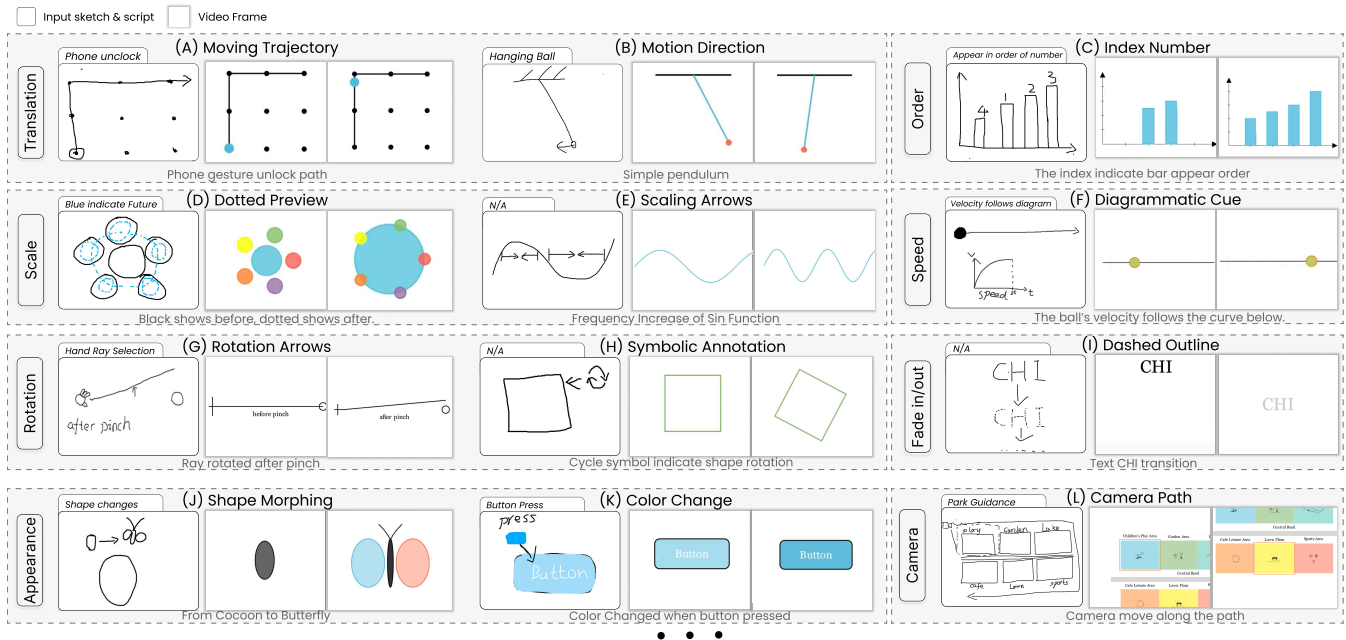 Input sketch & script
Video Frame
Translation
(A) Moving Trajectory
Phone unclock
Phone gesture unlock path
(B) Motion Direction
Hanging Ball
Simple pendulum
Order
(C) Index Number
Appear in order of number
4
1
2
3
The index indicate bar appear order
Scale
(D) Dotted Preview
Blue indicate Future
Black shows before, dotted shows after.
(E) Scaling Arrows
N/A
Frequency Increase of Sin Function
Speed
(F) Diagrammatic Cue
Velocity follows diagram
v
t
Speed
The ball's velocity follows the curve below.
Rotation
(G) Rotation Arrows
Hand Ray Selection
after pinch
before pinch
after pinch
Ray rotated after pinch
(H) Symbolic Annotation
N/A
Cycle symbol indicate shape rotation
Fade in/out
(I) Dashed Outline
N/A
CHI
CHI
CHI
CHI
Text CHI transition
Appearance
(J) Shape Morphing
Shape changes
From Cocoon to Butterfly
(K) Color Change
Button Press
press
Button
Button
Button
Color Changed when button pressed
Camera
(L) Camera Path
Park Guidance
Garden
Lake
cafe
Lawn
sports
Children's Play Area
Garden Area
Central Road
Cafe-Leisure Area
Lawn Plaza
Central Road
Cafe-Leisure Area
Lawn Plaza
Sports Area
Camera move along the path